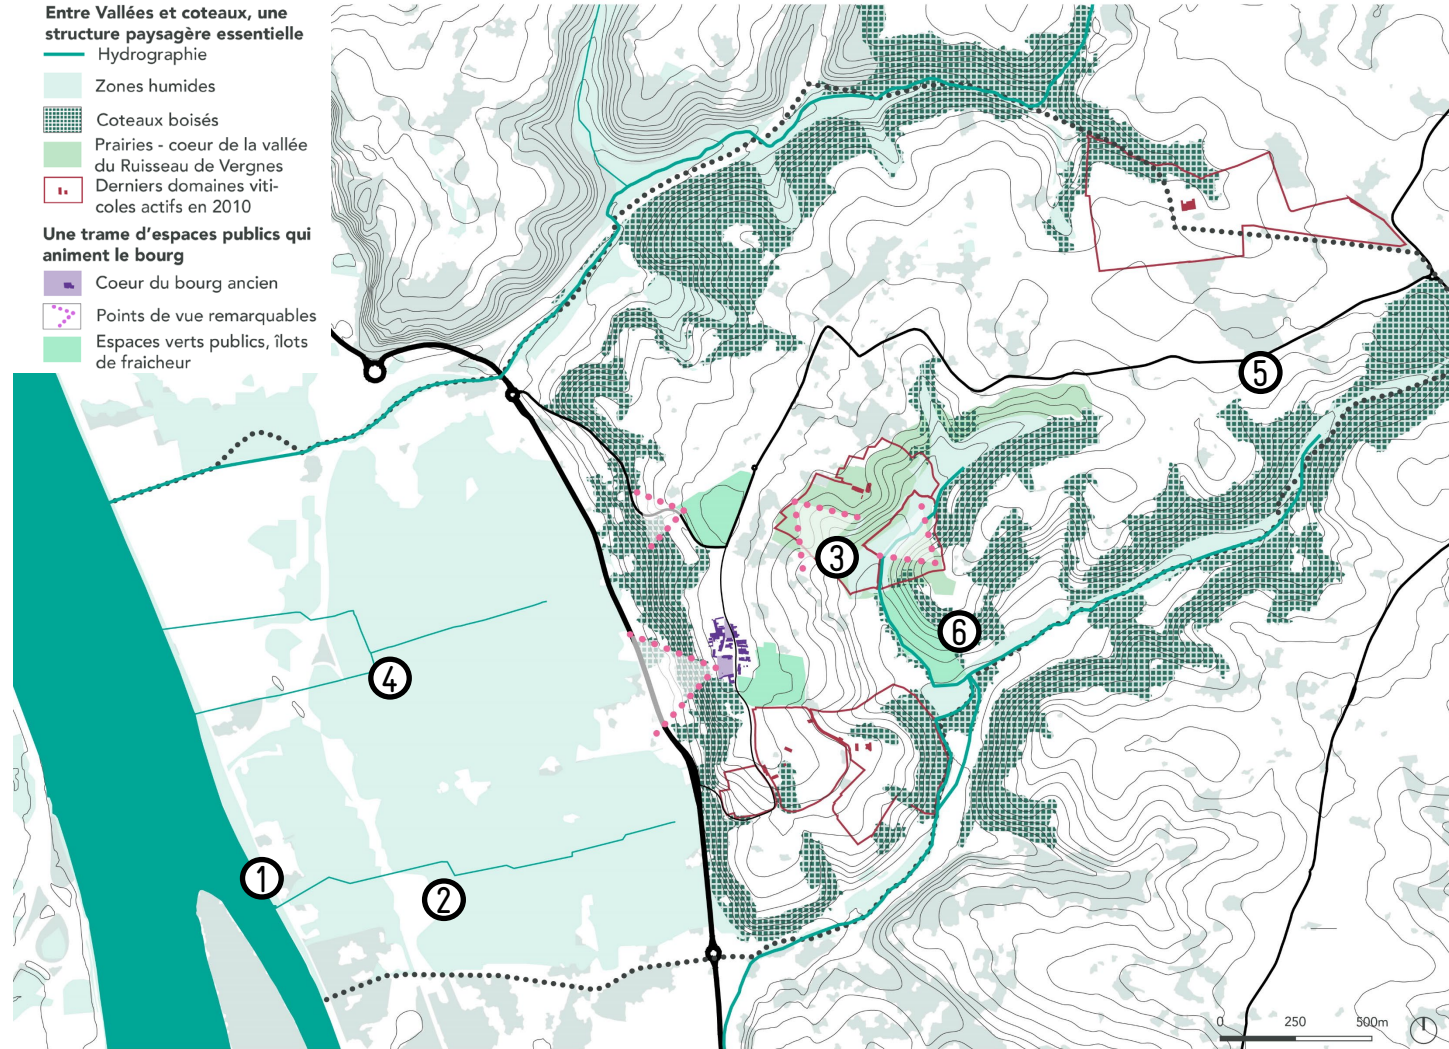 Entre Vallées et coteaux, une
structure paysagère essentielle
Hydrographie
Zones humides
Coteaux boisés
Prairies - coeur de la vallée
du Ruisseau de Vergnes
Derniers domaines viti-
coles actifs en 2010
Une trame d'espaces publics qui
animent le bourg
Coeur du bourg ancien
Points de vue remarquables
Espaces verts publics, îlots
de fraicheur
5
3
6
4
1
2
0 250 500m